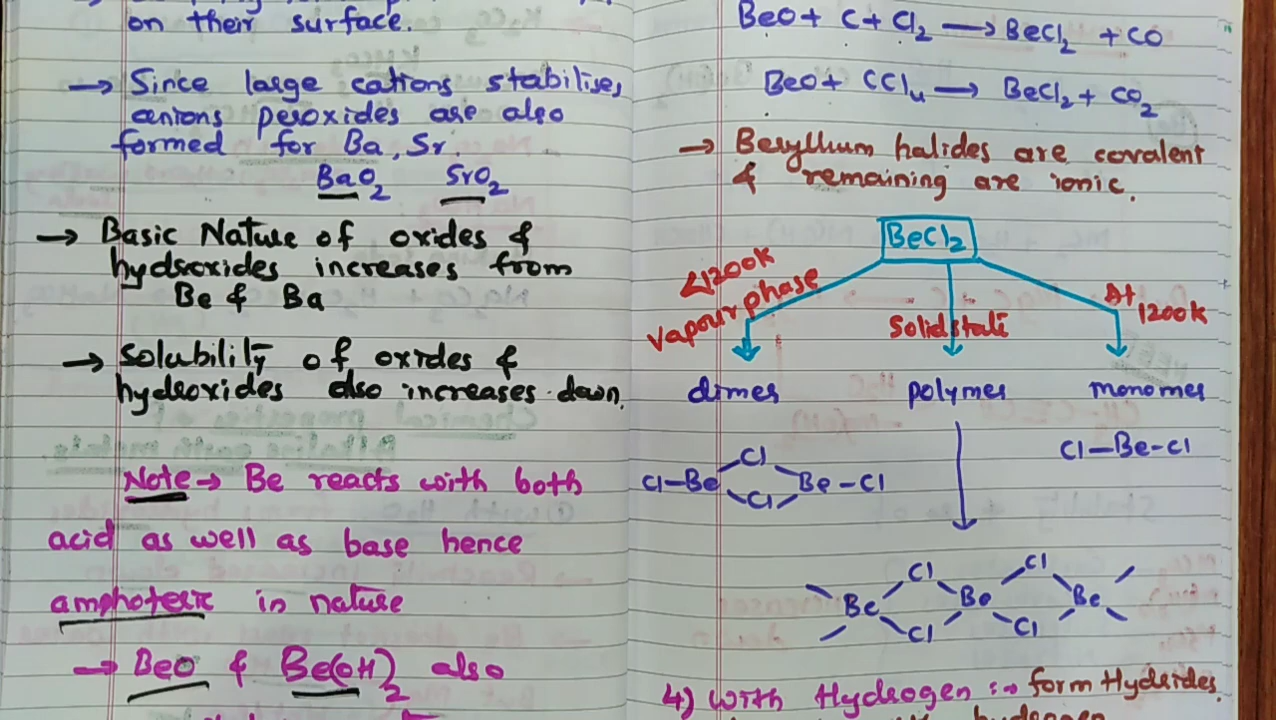 on their surface.
→ Since large cations stabilises
anions peroxides are also
formed for Ba, Sr.
BaO2 SrO2
→ Basic Nature of oxides &
hydroxides increases from
Be & Ba
→ Solubility of oxides &
hydroxides also increases down.
Note → Be reacts with both
acid as well as base hence
amphoteric in nature
→ BeO & Be(OH)2 also
BeO + C + Cl2 → BeCl2 + CO
BeO + CCl4 → BeCl2 + CO2
→ Beryllium halides are covalent
& remaining are ionic.
BeCl2
<1200k
Vapour phase
Solid state
At 1200k
dimer polymer monomer
Cl-Be-Cl
Cl
Cl-Be Be-Cl
Cl
Cl Cl
Be Be Be
Cl Cl
4) With Hydrogen :→ form Hydrides.
hydrogen